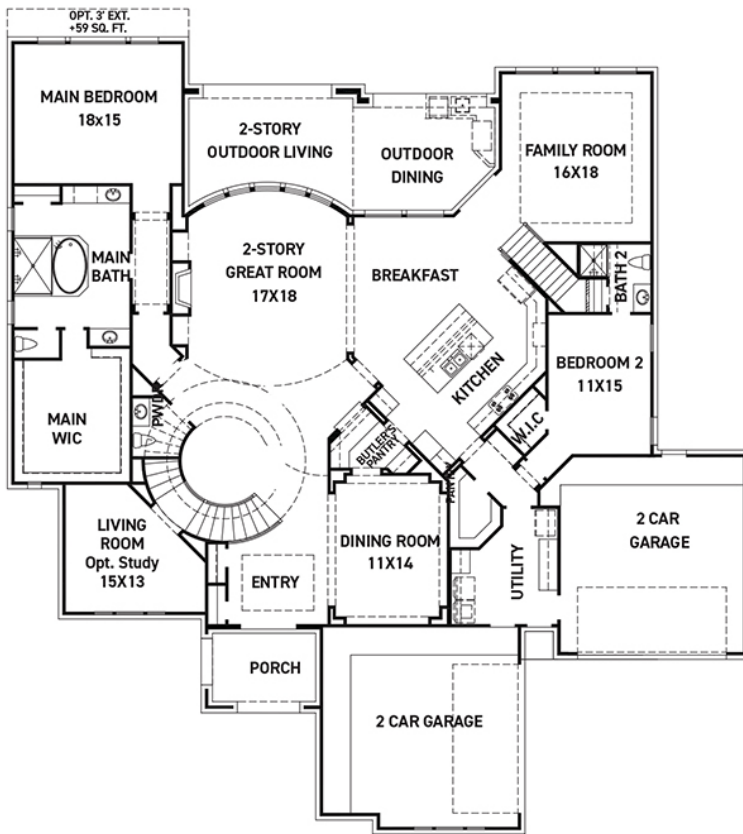 OPT. 3' EXT.
+59 SQ. FT.
MAIN BEDROOM
18x15
2-STORY
OUTDOOR LIVING
OUTDOOR
DINING
FAMILY ROOM
16X18
MAIN
BATH
2-STORY
GREAT ROOM
17X18
BREAKFAST
BATH 2
KITCHEN
BEDROOM 2
11X15
MAIN
WIC
PWDR
BUTLER'S
PANTRY
W.I.C
LIVING
ROOM
Opt. Study
15X13
ENTRY
DINING ROOM
11X14
UTILITY
2 CAR
GARAGE
PORCH
2 CAR GARAGE